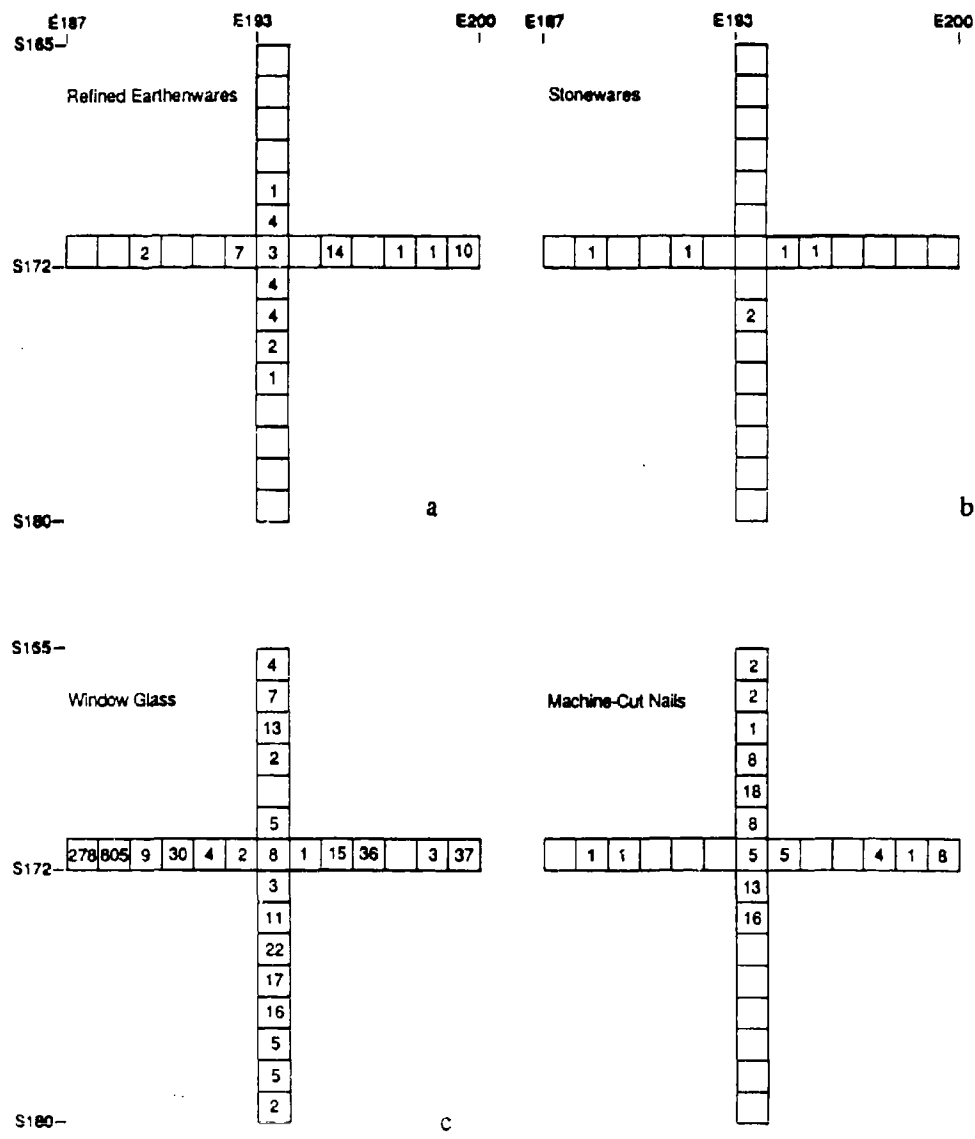 E187 E193 E200 E187 E193 E200
S165
Refined Earthenwares Stonewares
1
4
2 7 3 14 1 1 10 1 1 1 1
S172
4
4 2
2
1
S180
a b
S165
4 2
Window Glass Machine-Cut Nails
7 2
13 1
2 8
18
5 8
278 805 9 30 4 2 8 1 15 36 3 37 1 1 5 5 4 1 8
S172
3 13
11 16
22
17
16
5
5
2
S180
c